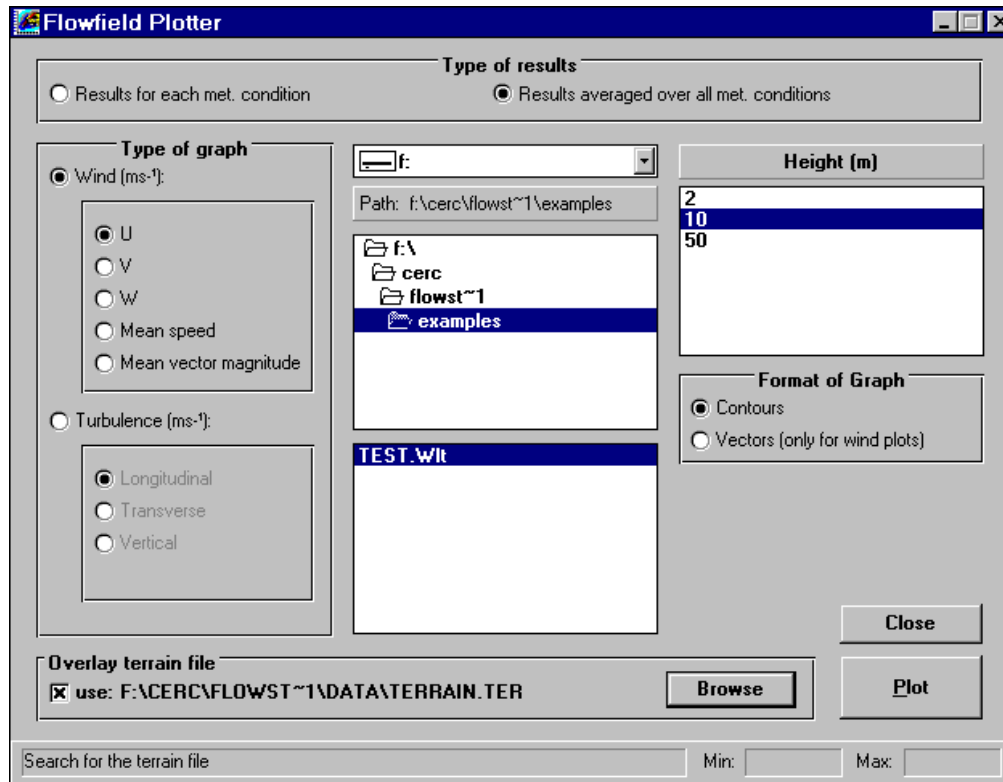 Flowfield Plotter
Type of results
Results for each met. condition
Results averaged over all met. conditions
Type of graph
Wind (ms-¹):
U
V
W
Mean speed
Mean vector magnitude
Turbulence (ms-¹):
Longitudinal
Transverse
Vertical
f:
Path: f:\cerc\flowst~1\examples
f:\
cerc
flowst~1
examples
TEST.Wlt
Height (m)
2
10
50
Format of Graph
Contours
Vectors (only for wind plots)
Close
Overlay terrain file
use: F:\CERC\FLOWST~1\DATA\TERRAIN.TER
Browse
Plot
Search for the terrain file
Min:
Max: